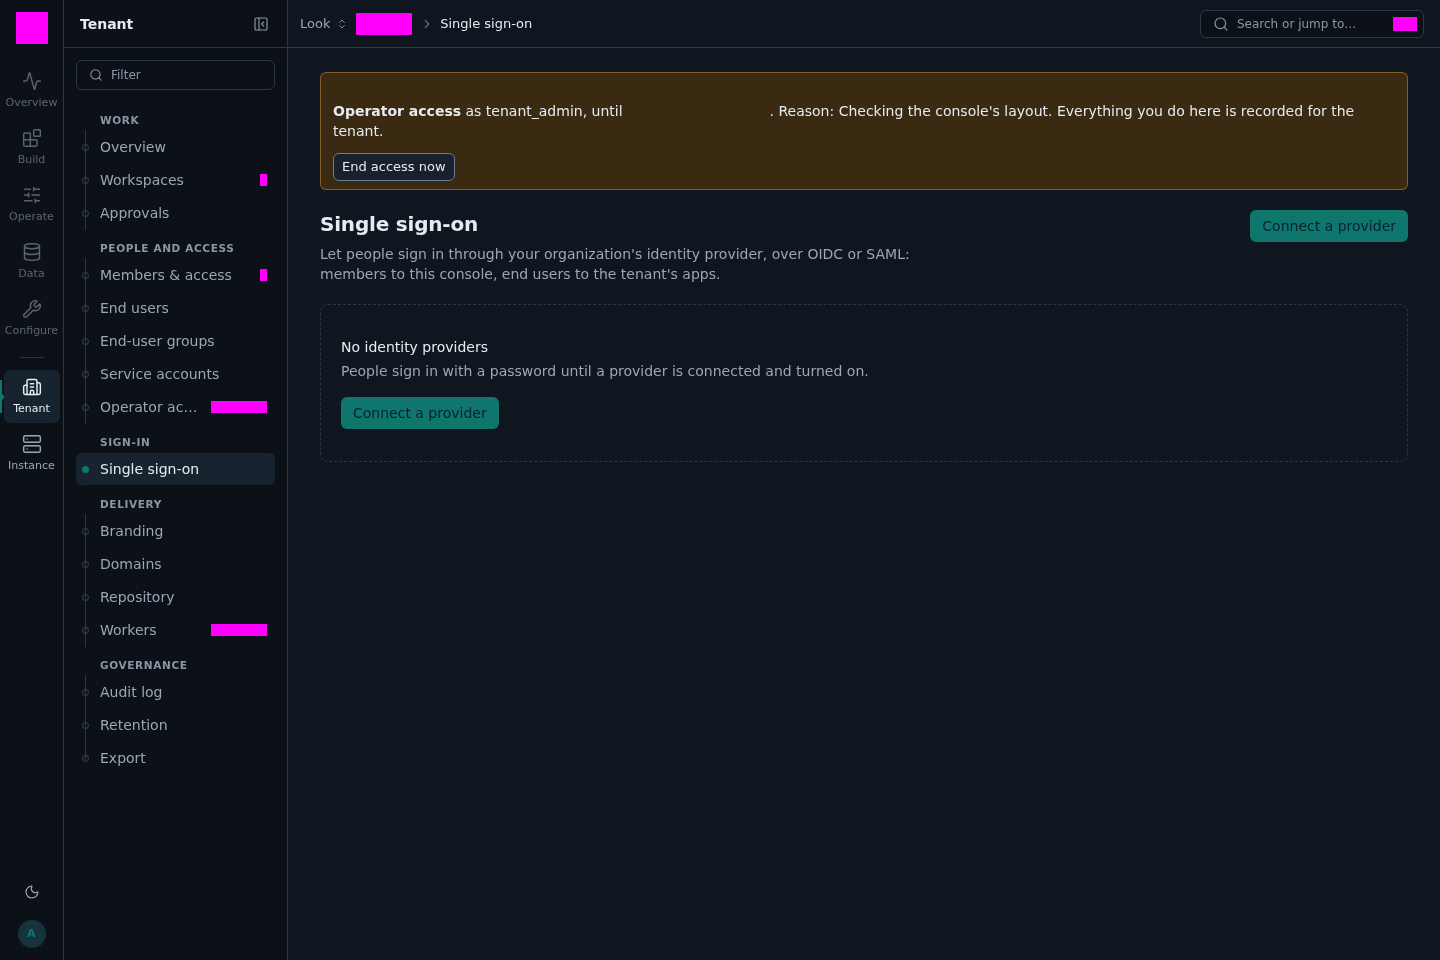 Tenant
Look
Single sign-on
Search or jump to...
Overview
Build
Operate
Data
Configure
Tenant
Instance
A
Filter
WORK
Overview
Workspaces
Approvals
PEOPLE AND ACCESS
Members & access
End users
End-user groups
Service accounts
Operator ac...
SIGN-IN
Single sign-on
DELIVERY
Branding
Domains
Repository
Workers
GOVERNANCE
Audit log
Retention
Export
Operator access as tenant_admin, until . Reason: Checking the console's layout. Everything you do here is recorded for the
tenant.
End access now
Single sign-on
Connect a provider
Let people sign in through your organization's identity provider, over OIDC or SAML:
members to this console, end users to the tenant's apps.
No identity providers
People sign in with a password until a provider is connected and turned on.
Connect a provider